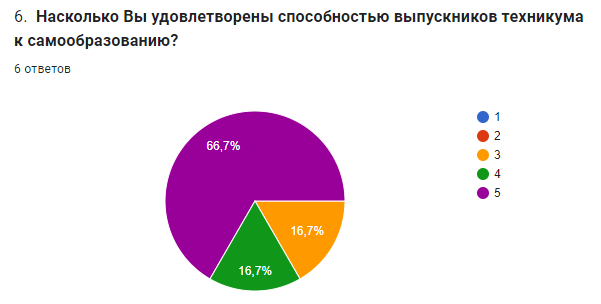 6. Насколько Вы удовлетворены способностью выпускников техникума
к самообразованию?
6 ответов
66,7%
16,7%
16,7%
1
2
3
4
5